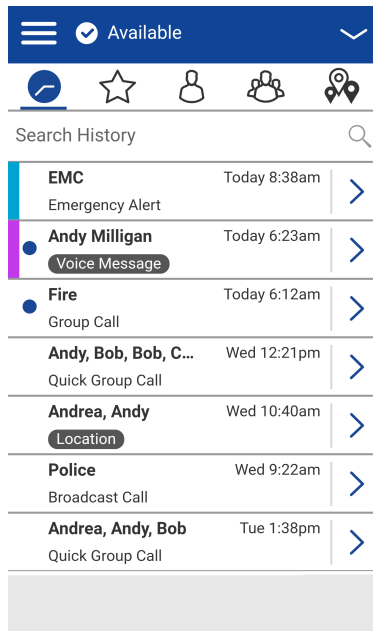 Available
Search History
EMC Today 8:38am
Emergency Alert
Andy Milligan Today 6:23am
Voice Message
Fire Today 6:12am
Group Call
Andy, Bob, Bob, C... Wed 12:21pm
Quick Group Call
Andrea, Andy Wed 10:40am
Location
Police Wed 9:22am
Broadcast Call
Andrea, Andy, Bob Tue 1:38pm
Quick Group Call